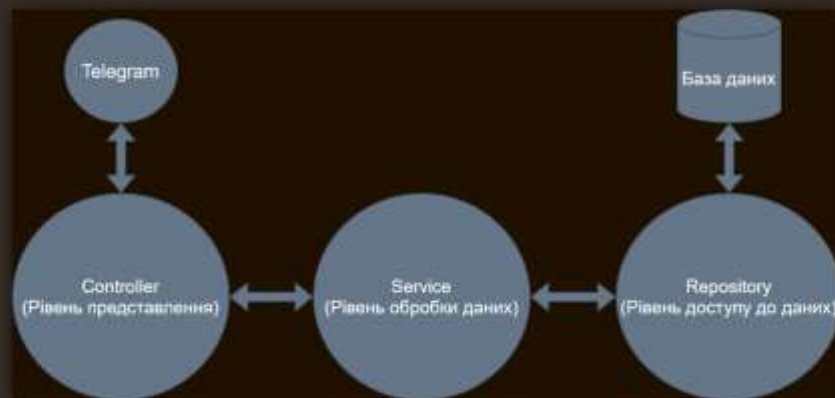 Telegram
База даних
Controller
(Рівень представлення)
Service
(Рівень обробки даних)
Repository
(Рівень доступу до даних)